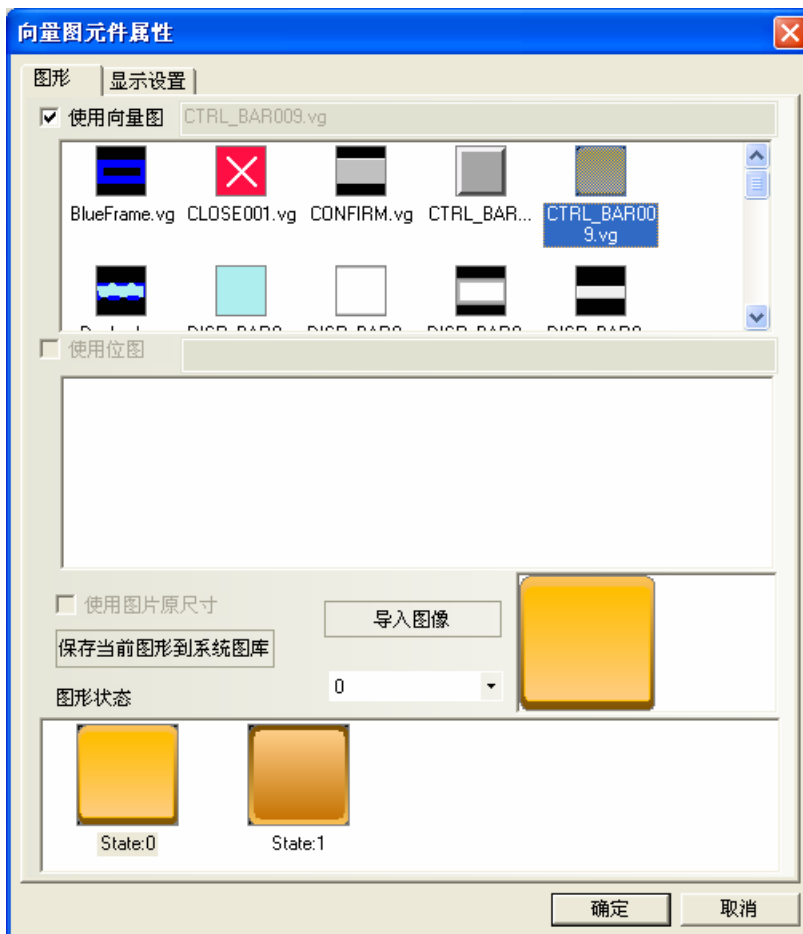 向量图元件属性
图形 显示设置
使用向量图 CTRL_BAR009.vg
BlueFrame.vg CLOSE001.vg CONFIRM.vg CTRL_BAR... CTRL_BAR00
9.vg
使用位图
使用图片原尺寸
导入图像
保存当前图形到系统图库
0
图形状态
State:0 State:1
确定 取消